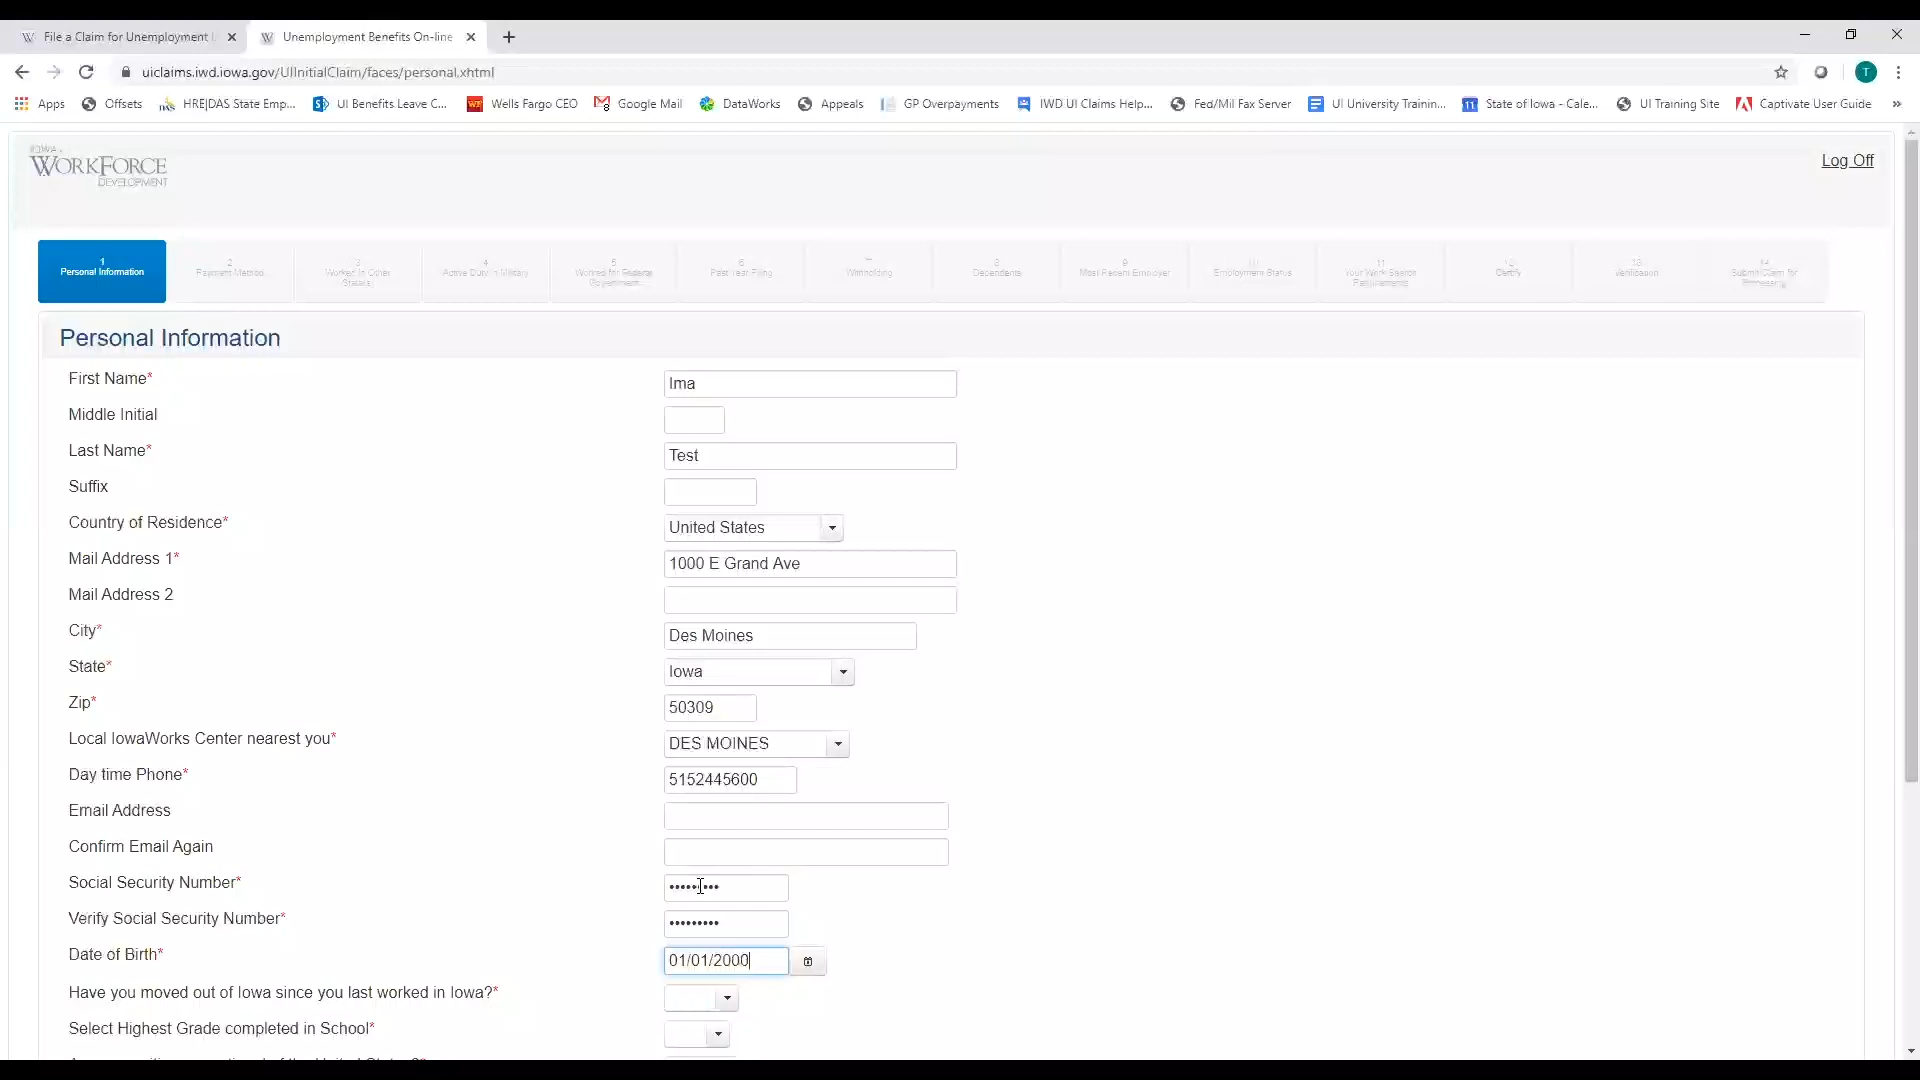 File a Claim for Unemployment
Unemployment Benefits On-line
uiclaims.iwd.iowa.gov/UIInitialClaim/faces/personal.xhtml
T
Apps
Offsets
HRE|DAS State Emp...
UI Benefits Leave C...
Wells Fargo CEO
Google Mail
DataWorks
Appeals
GP Overpayments
IWD UI Claims Help...
Fed/Mil Fax Server
UI University Trainin...
State of Iowa - Cale...
UI Training Site
Captivate User Guide
»
IOWA
WORKFORCE
DEVELOPMENT
Log Off
1
Personal Information
2
Payment Method
3
Worked In Other
States
4
Active Duty in Military
5
Worked for Federal
Government
6
Past Year Filing
7
Withholding
8
Dependents
9
Most Recent Employer
10
Employment Status
11
Your Work Search
Requirements
12
Certify
13
Verification
14
Submit Claim for
Processing
Personal Information
First Name*
Ima
Middle Initial
Last Name*
Test
Suffix
Country of Residence*
United States
Mail Address 1*
1000 E Grand Ave
Mail Address 2
City*
Des Moines
State*
Iowa
Zip*
50309
Local IowaWorks Center nearest you*
DES MOINES
Day time Phone*
5152445600
Email Address
Confirm Email Again
Social Security Number*
•••••••••
Verify Social Security Number*
•••••••••
Date of Birth*
01/01/2000
Have you moved out of Iowa since you last worked in Iowa?*
Select Highest Grade completed in School*